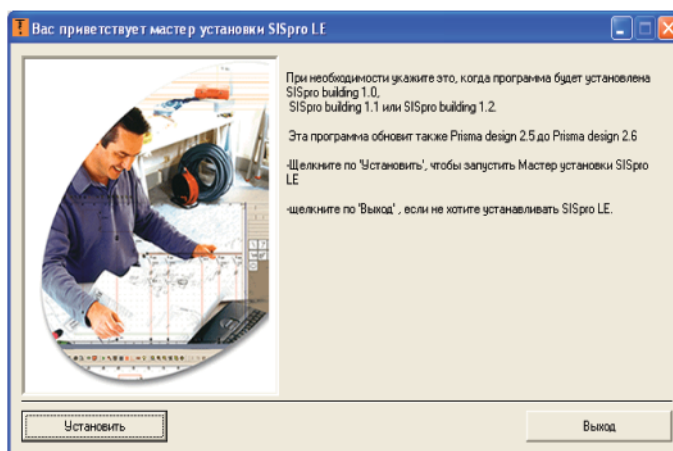 Вас приветствует мастер установки SISpro LE
При необходимости укажите это, когда программа будет установлена
SISpro building 1.0,
SISpro building 1.1 или SISpro building 1.2.
Эта программа обновит также Prisma design 2.5 до Prisma design 2.6
-Щелкните по 'Установить', чтобы запустить Мастер установки SISpro
LE
-щелкните по 'Выход' , если не хотите устанавливать SISpro LE.
Установить
Выход